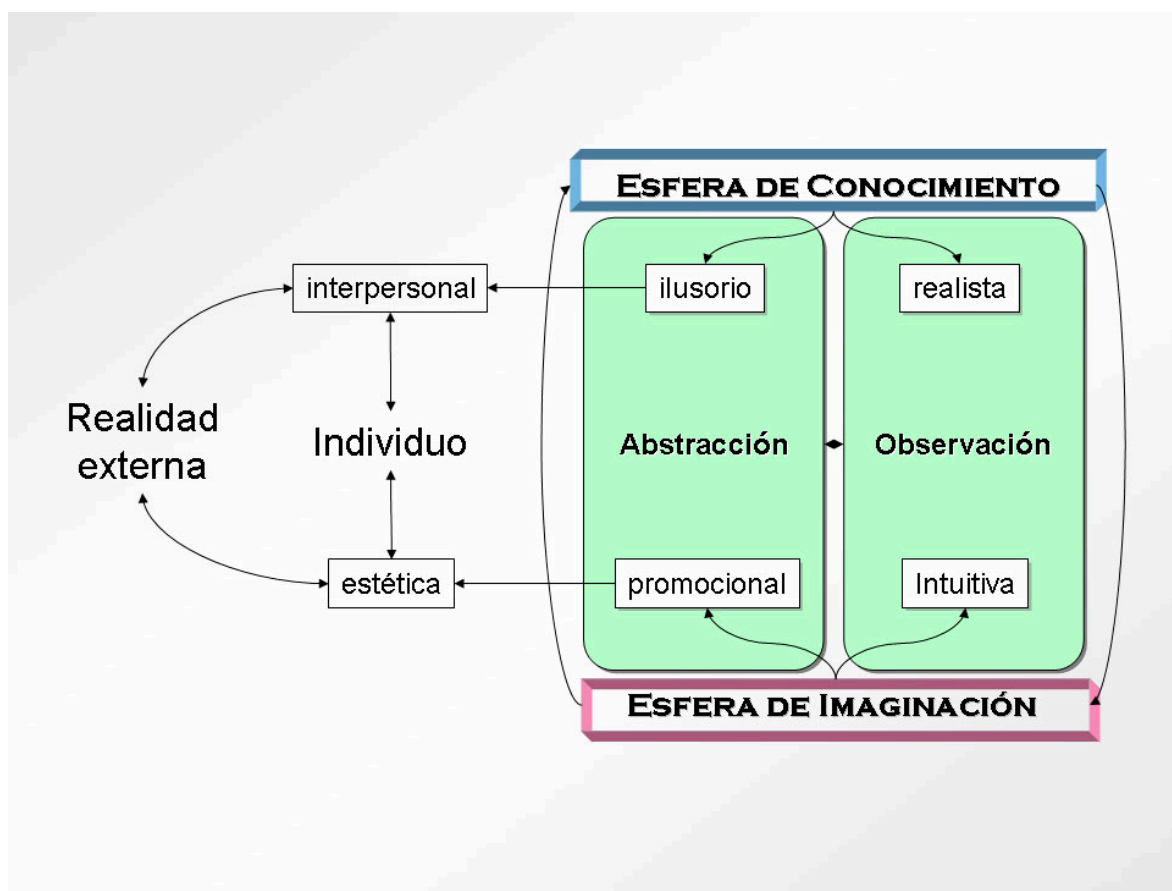 ESFERA DE CONOCIMIENTO
interpersonal
ilusorio
realista
Realidad
externa
Individuo
Abstracción
Observación
estética
promocional
Intuitiva
ESFERA DE IMAGINACIÓN